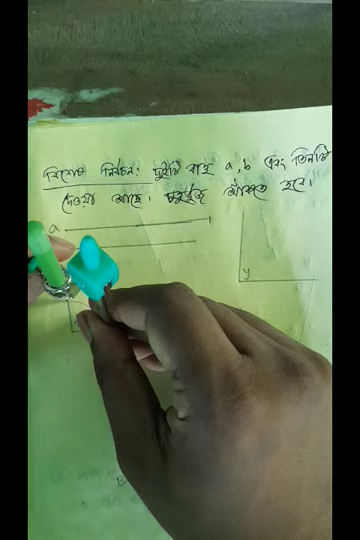 বিশেষ নির্বচন: দুইটি বাহু a, b এবং তিনটি
দেওয়া আছে। চতুর্ভুজ আঁকতে হবে।
a
y